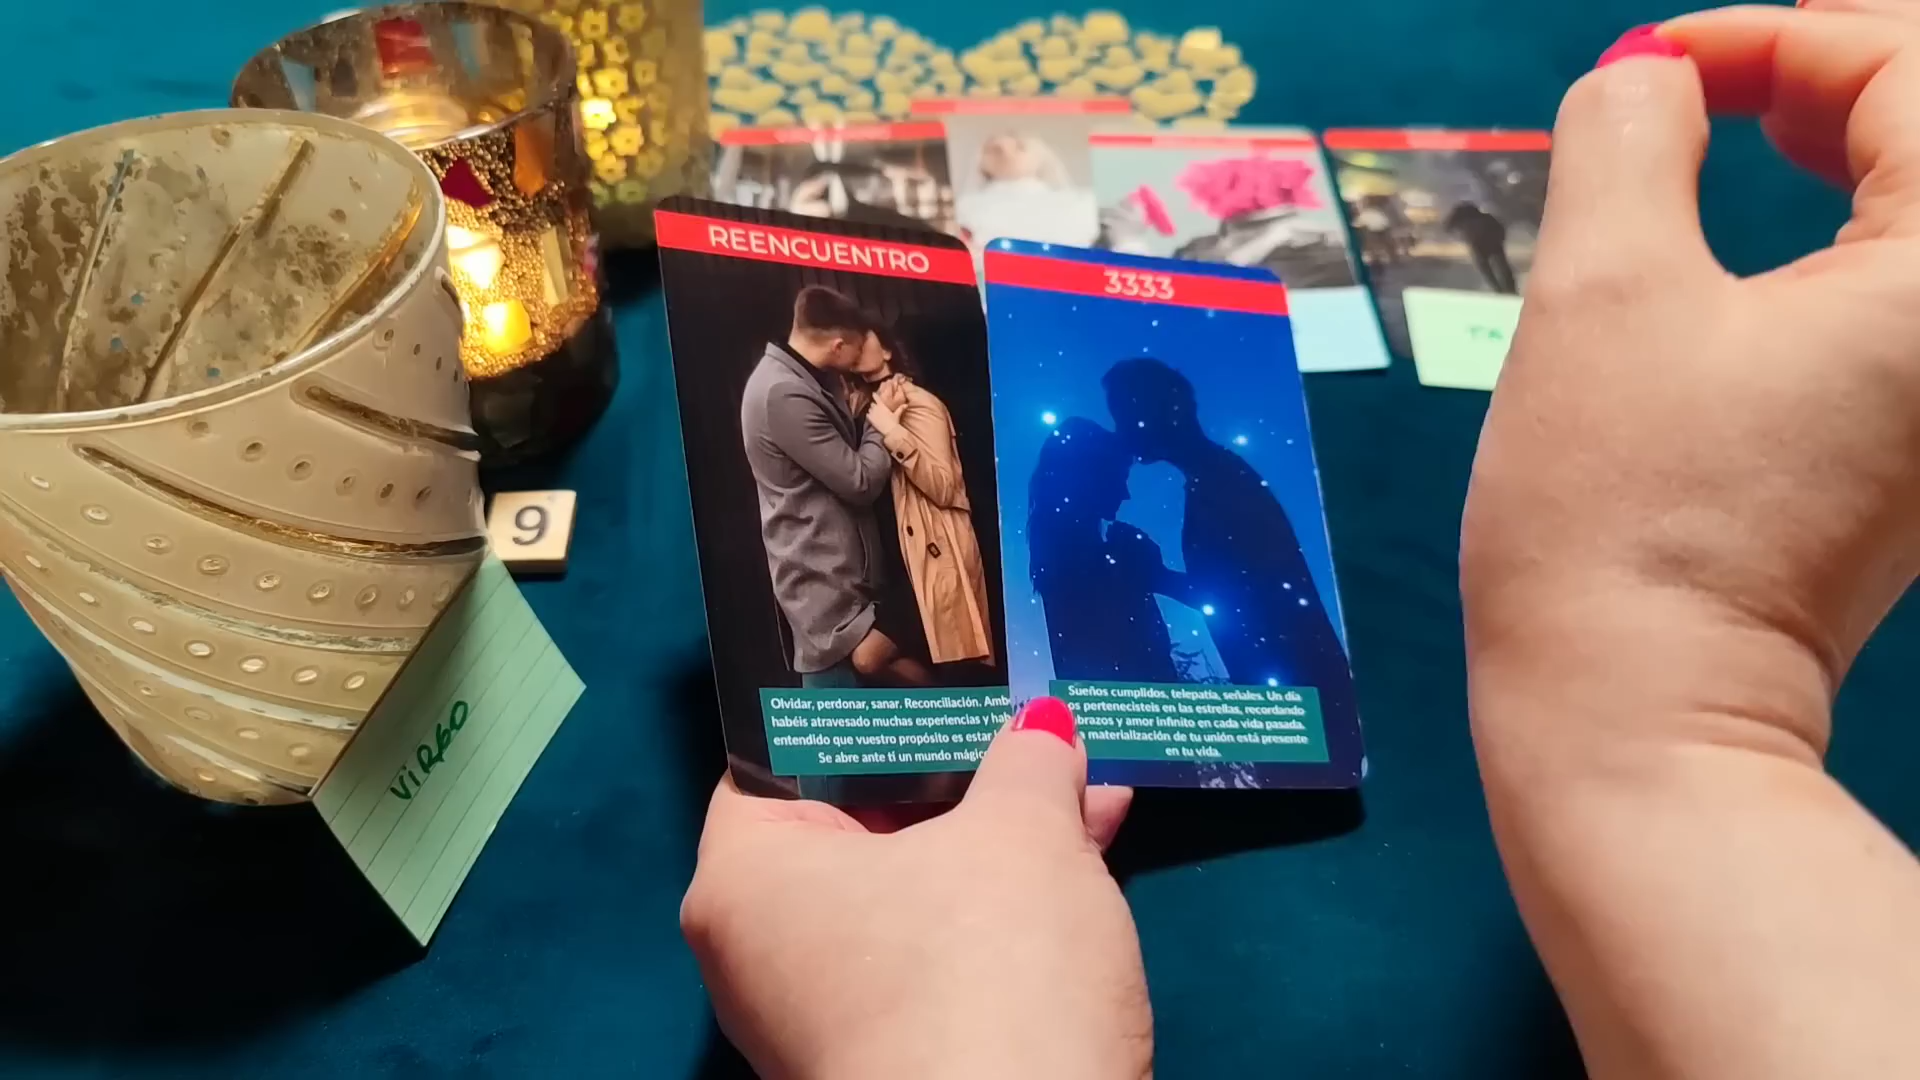 REENCUENTRO
Olvidar, perdonar, sanar. Reconciliación. Amb
habéis atravesado muchas experiencias y hab
entendido que vuestro propósito es estar
Se abre ante ti un mundo mágic
3333
Sueños cumplidos, telepatía, señales. Un día
os pertenecisteis en las estrellas, recordando
brazos y amor infinito en cada vida pasada.
a materialización de tu unión está presente
en tu vida.
9
VIRGO